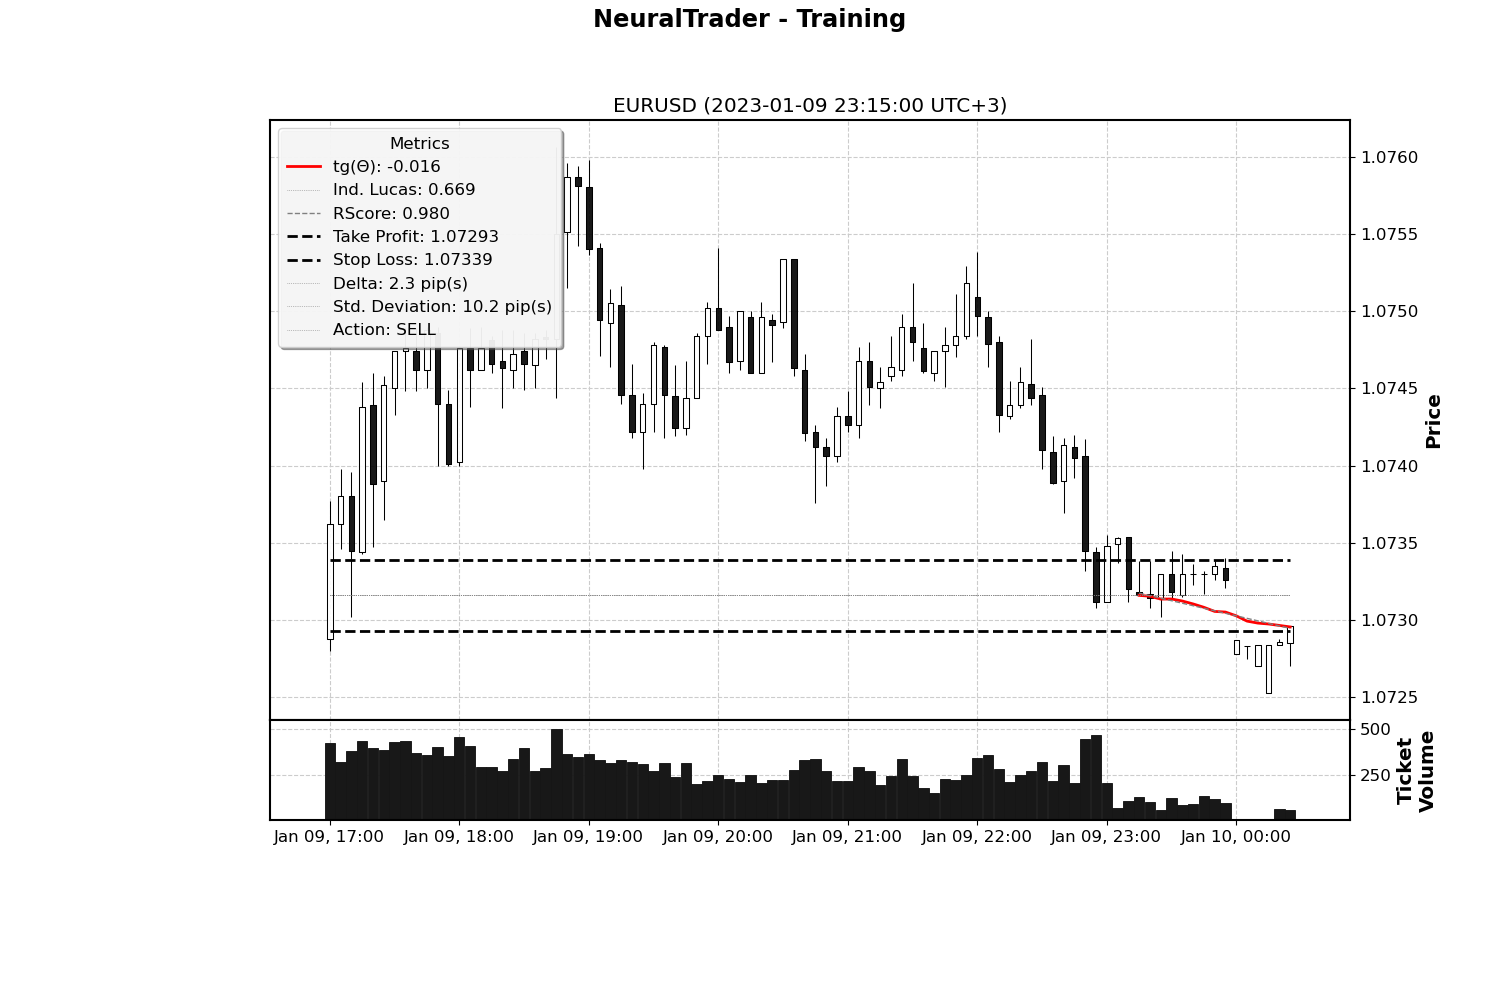 NeuralTrader - Training
EURUSD (2023-01-09 23:15:00 UTC+3)
Metrics
tg(Θ): -0.016
Ind. Lucas: 0.669
RScore: 0.980
Take Profit: 1.07293
Stop Loss: 1.07339
Delta: 2.3 pip(s)
Std. Deviation: 10.2 pip(s)
Action: SELL
1.0760
1.0755
1.0750
1.0745
1.0740
1.0735
1.0730
1.0725
Price
500
250
Ticket
Volume
Jan 09, 17:00 Jan 09, 18:00 Jan 09, 19:00 Jan 09, 20:00 Jan 09, 21:00 Jan 09, 22:00 Jan 09, 23:00 Jan 10, 00:00